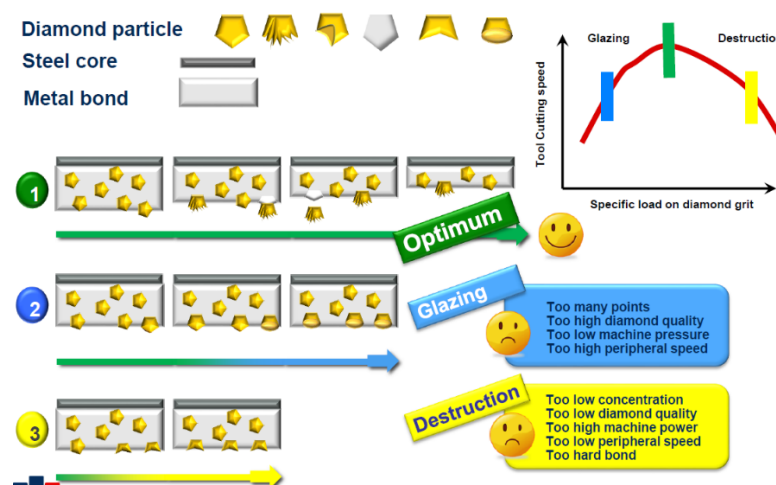 Diamond particle
Steel core
Metal bond
Glazing
Destructio
Tool Cutting speed
Specific load on diamond grit
1
Optimum
2
Glazing
Too many points
Too high diamond quality
Too low machine pressure
Too high peripheral speed
3
Destruction
Too low concentration
Too low diamond quality
Too high machine power
Too low peripheral speed
Too hard bond